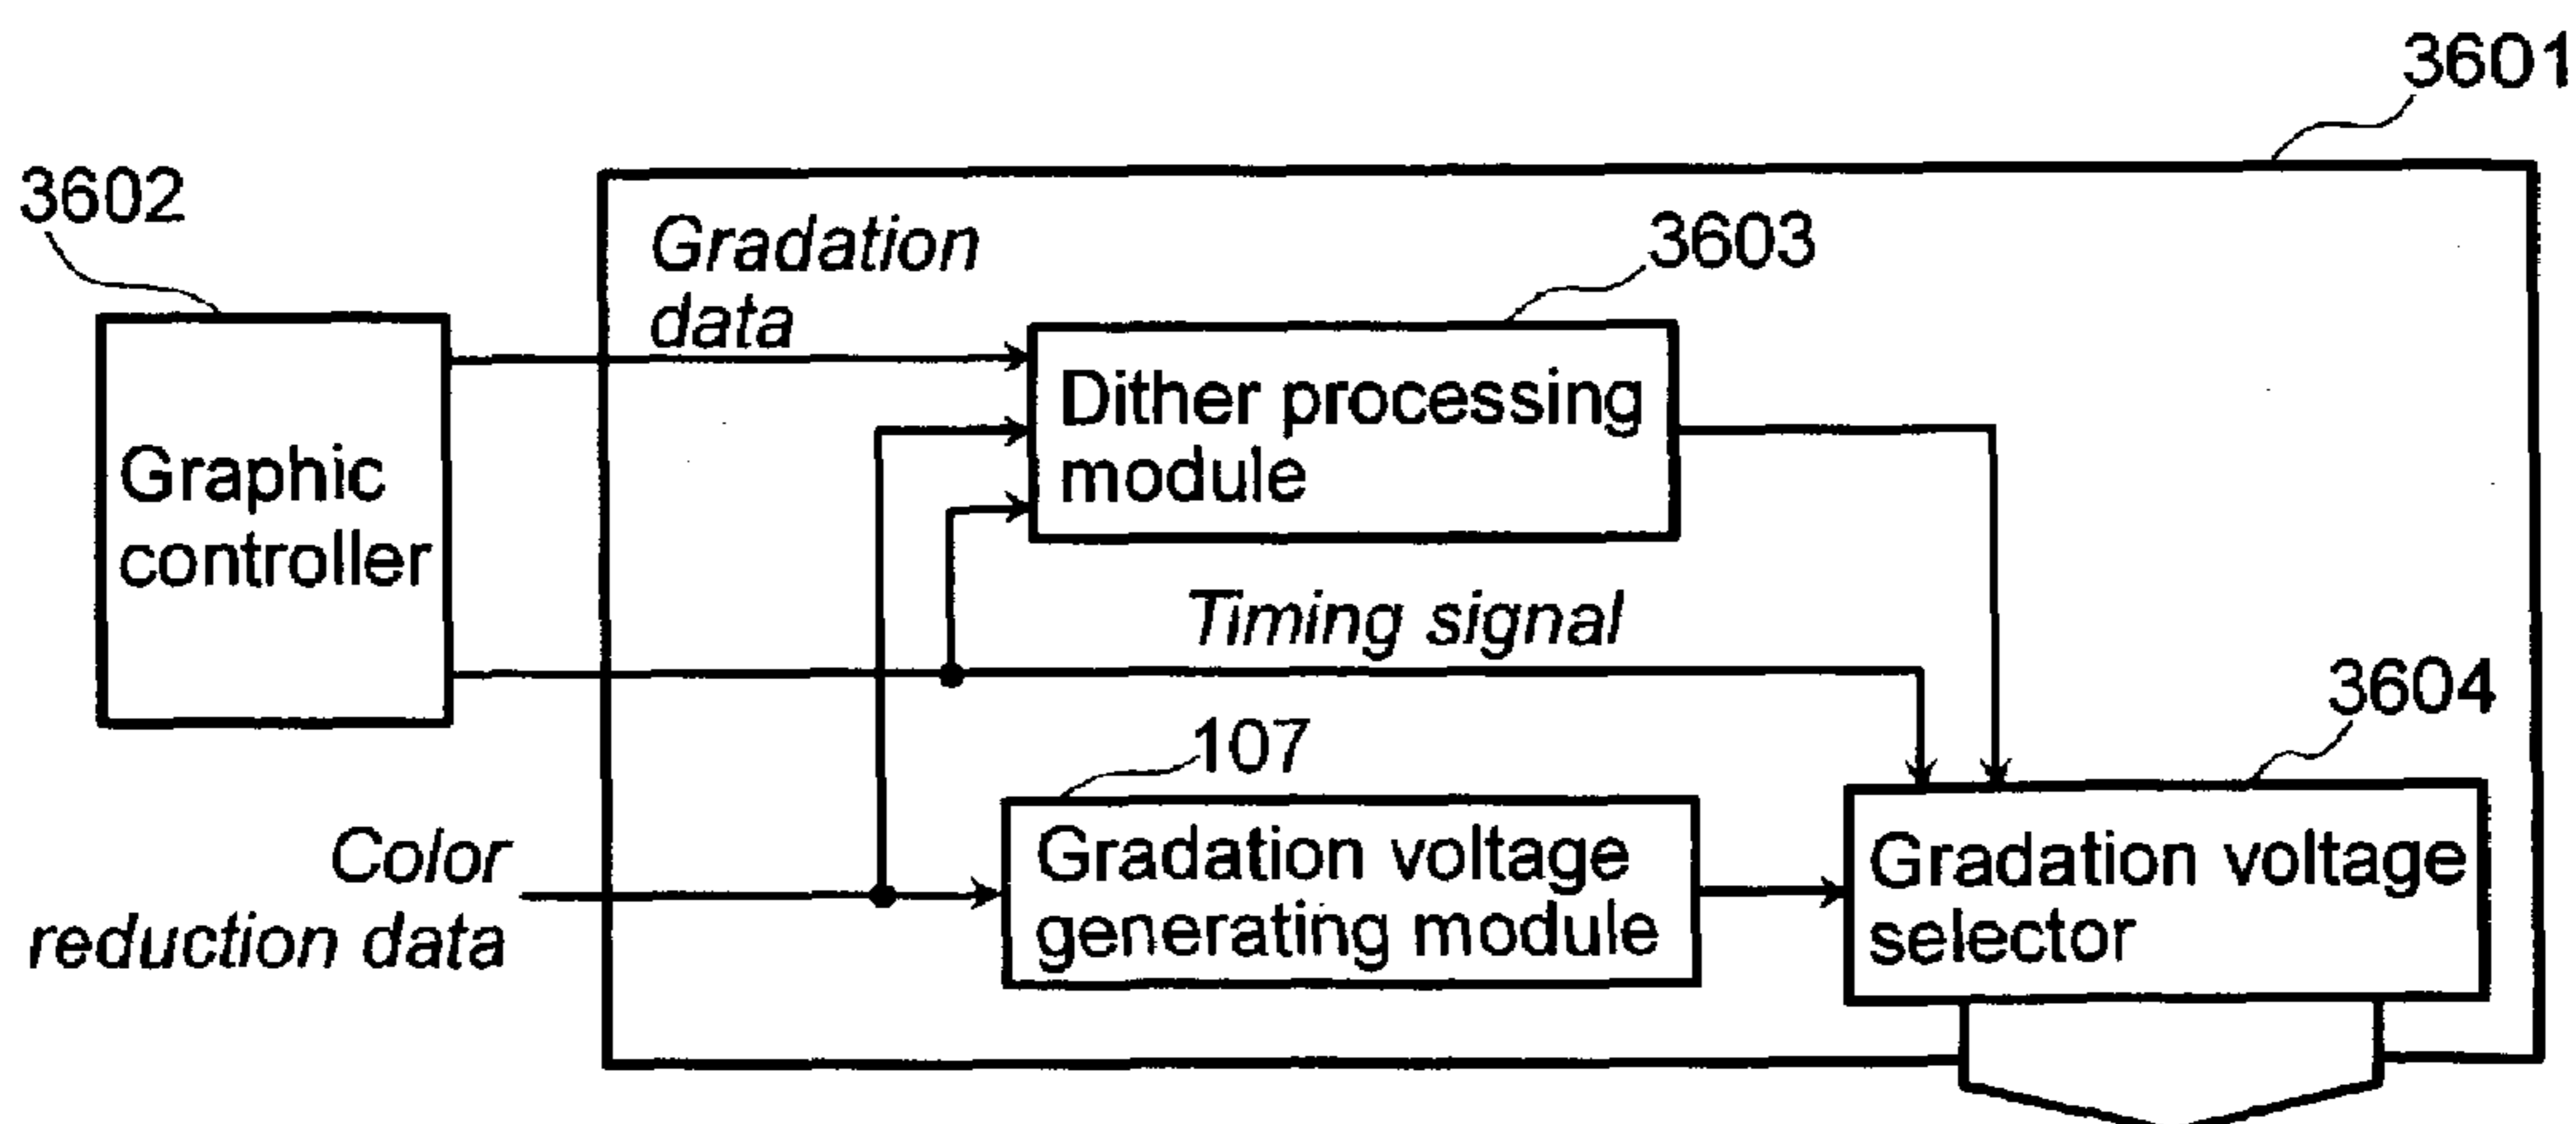 3601
3602
Gradation
data
3603
Dither processing
module
Graphic
controller
Timing signal
3604
107
Color
reduction data
Gradation voltage
generating module
Gradation voltage
selector